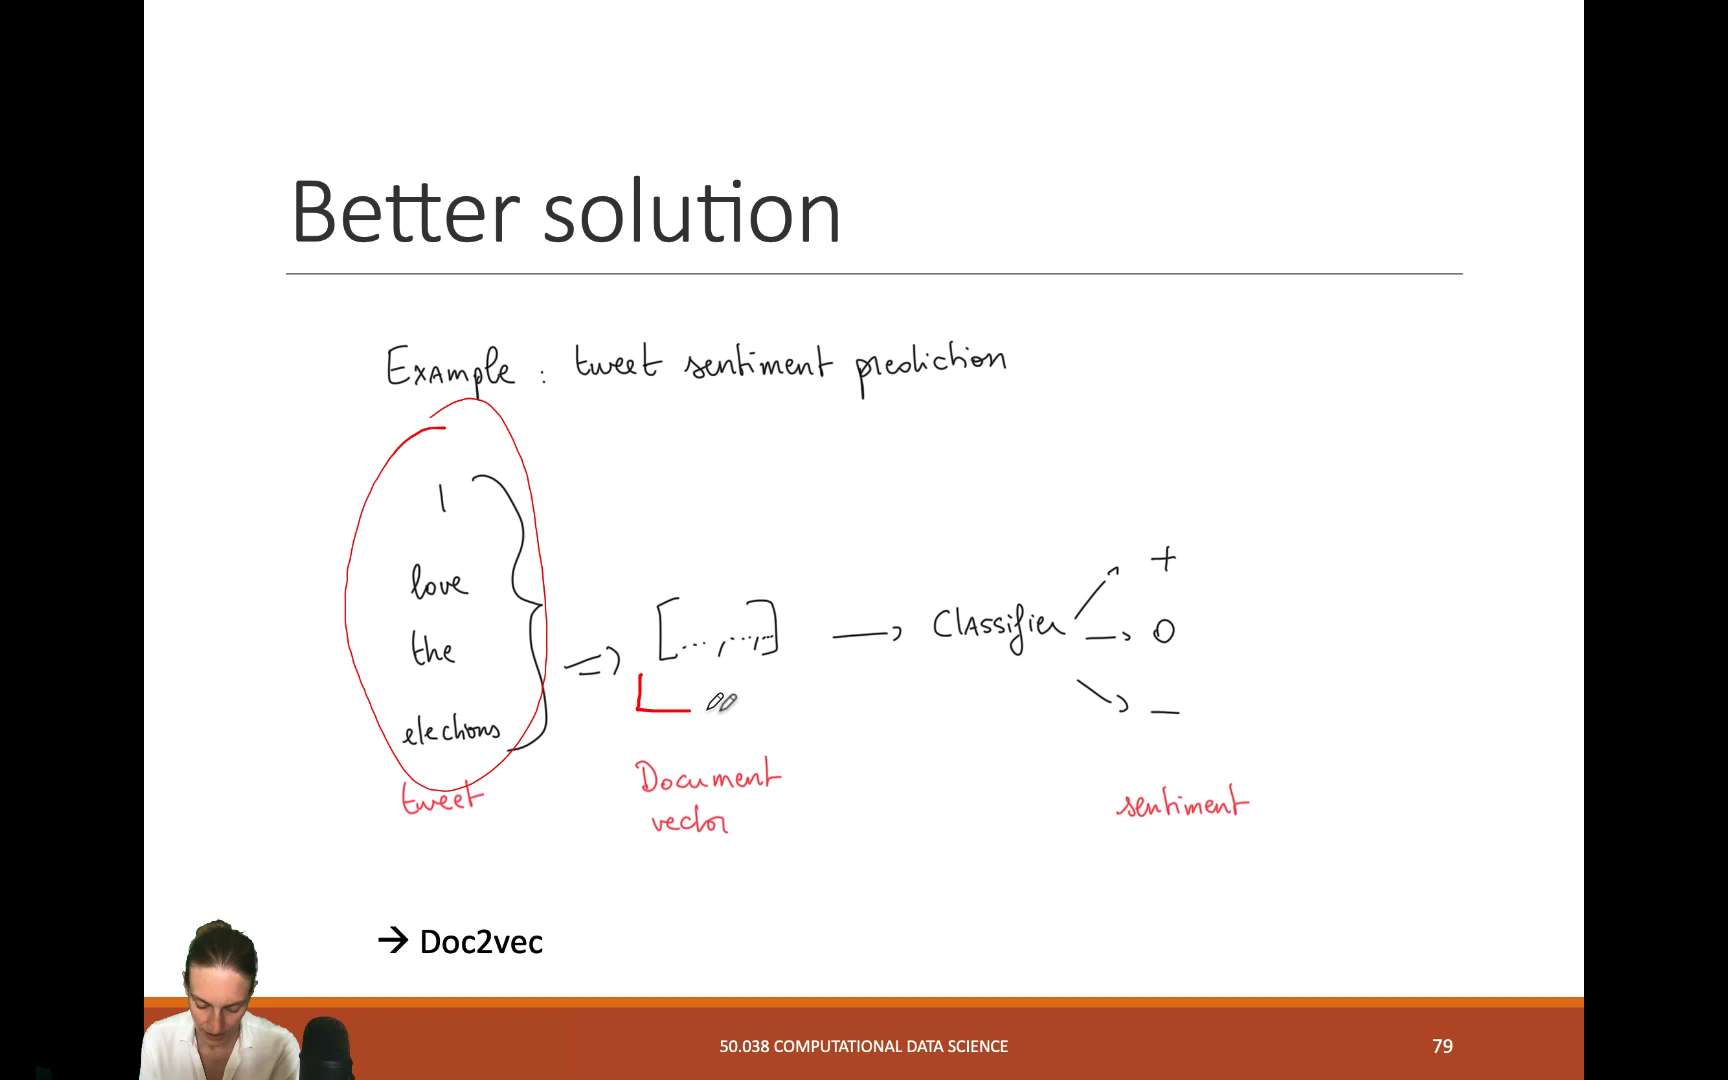 Better solution
Example : tweet sentiment prediction
I
love
the
elections
tweet
[..., ..., ...]
Document
vector
Classifier
+
0
−
sentiment
→ Doc2vec
50.038 COMPUTATIONAL DATA SCIENCE
79